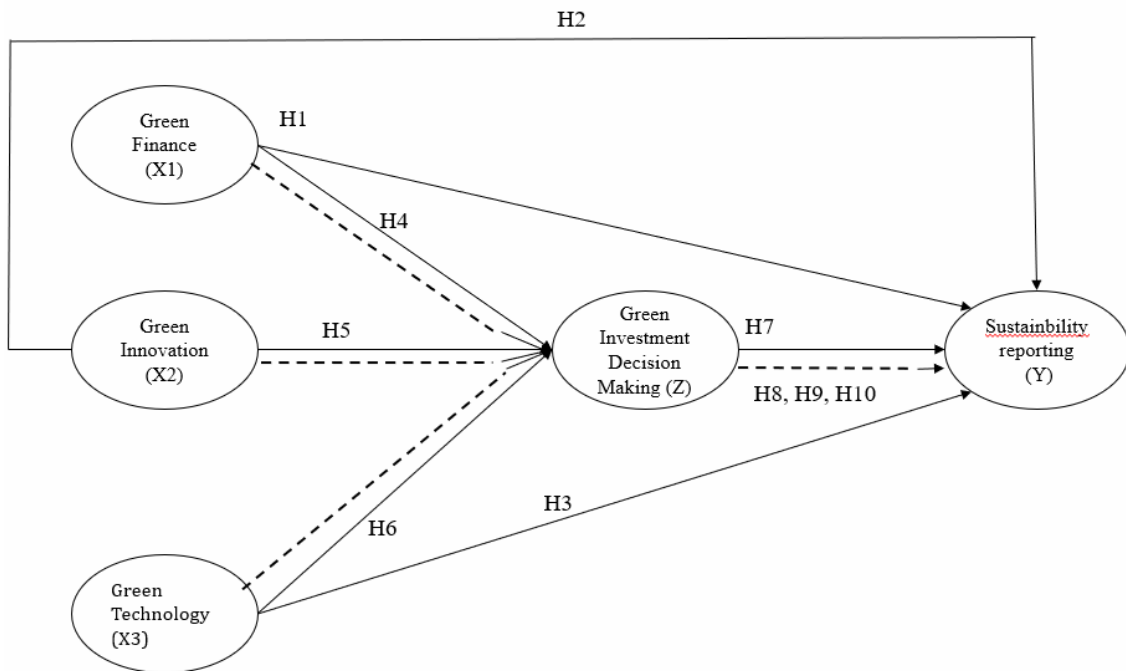 H2
Green
Finance
(X1)
H1
H4
Green
Innovation
(X2)
H5
Green
Investment
Decision
Making (Z)
H7
H8, H9, H10
Sustainbility
reporting
(Y)
H3
H6
Green
Technology
(X3)